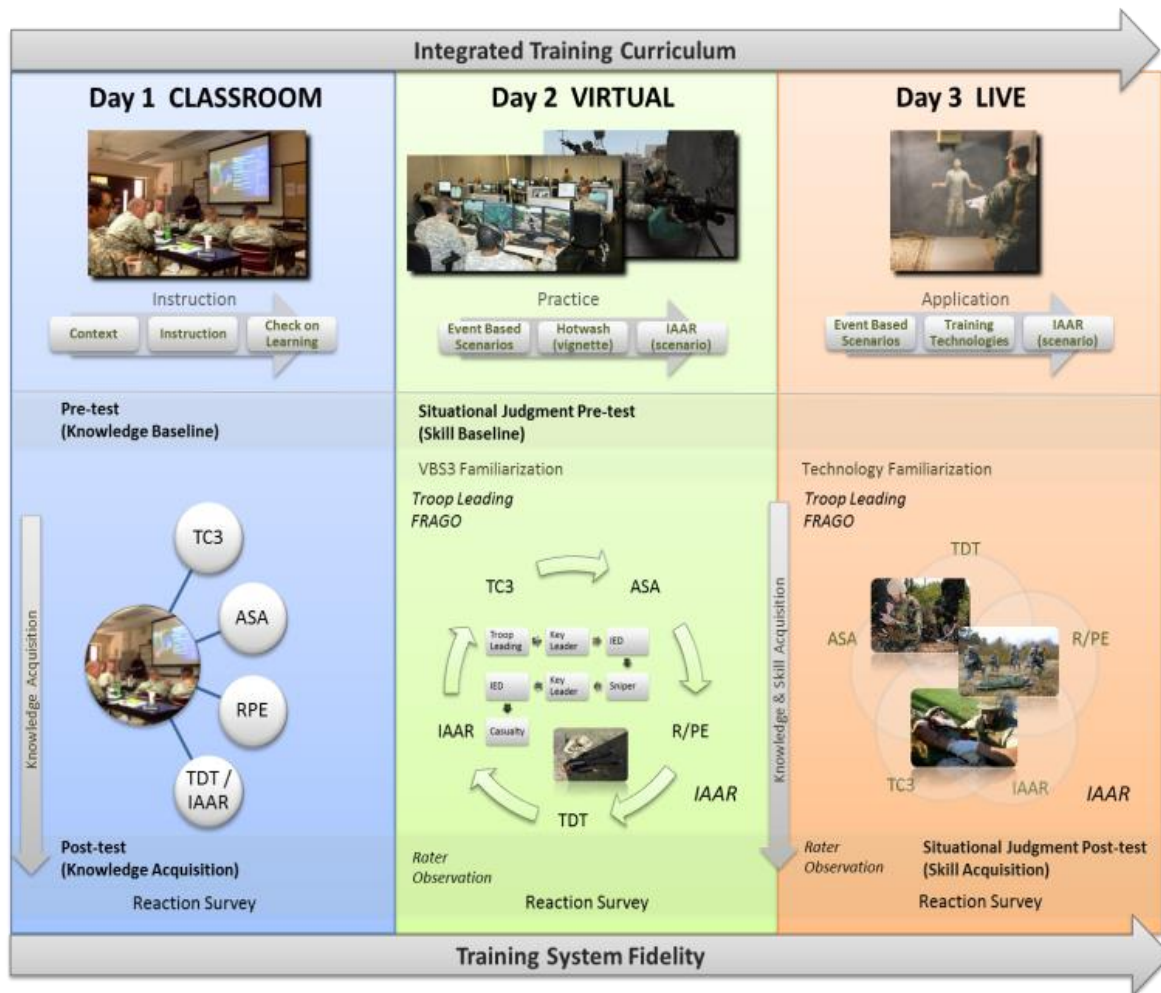 Integrated Training Curriculum
Day 1 CLASSROOM
Instruction
Context
Instruction
Check on
Learning
Pre-test
(Knowledge Baseline)
Knowledge Acquisition
TC3
ASA
RPE
TDT /
IAAR
Post-test
(Knowledge Acquisition)
Reaction Survey
Day 2 VIRTUAL
Practice
Event Based
Scenarios
Hotwash
(vignette)
IAAR
(scenario)
Situational Judgment Pre-test
(Skill Baseline)
VBS3 Familiarization
Troop Leading
FRAGO
TC3
ASA
Troop
Leading
Key
Leader
IED
IED
Key
Leader
Sniper
Casualty
IAAR
R/PE
TDT
IAAR
Rater
Observation
Reaction Survey
Knowledge & Skill Acquisition
Day 3 LIVE
Application
Event Based
Scenarios
Training
Technologies
IAAR
(scenario)
Technology Familiarization
Troop Leading
FRAGO
TDT
ASA
R/PE
TC3
IAAR
IAAR
Rater
Observation
Situational Judgment Post-test
(Skill Acquisition)
Reaction Survey
Training System Fidelity